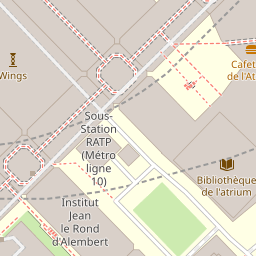 Wings
Cafet
de l'At
Sous-
Station
RATP
(Métro
ligne
10)
Bibliothèque
de l'atrium
Institut
Jean
le Rond
d'Alembert